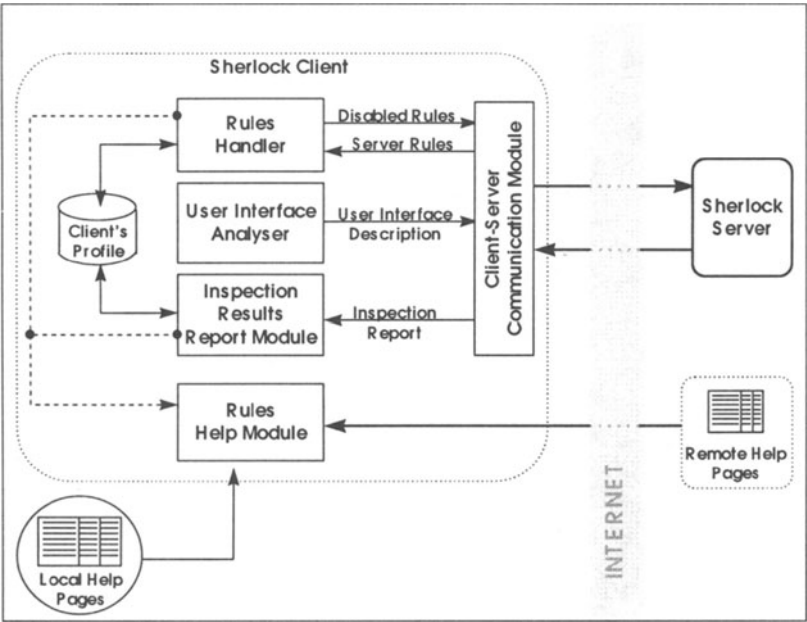 Sherlock Client
Rules
Handler
Disabled Rules
Server Rules
Client-Server
Communication Module
Sherlock
Server
Client's
Profile
User Interface
Analyser
User Interface
Description
Inspection
Results
Report Module
Inspection
Report
Rules
Help Module
Remote Help
Pages
INTERNET
Local Help
Pages